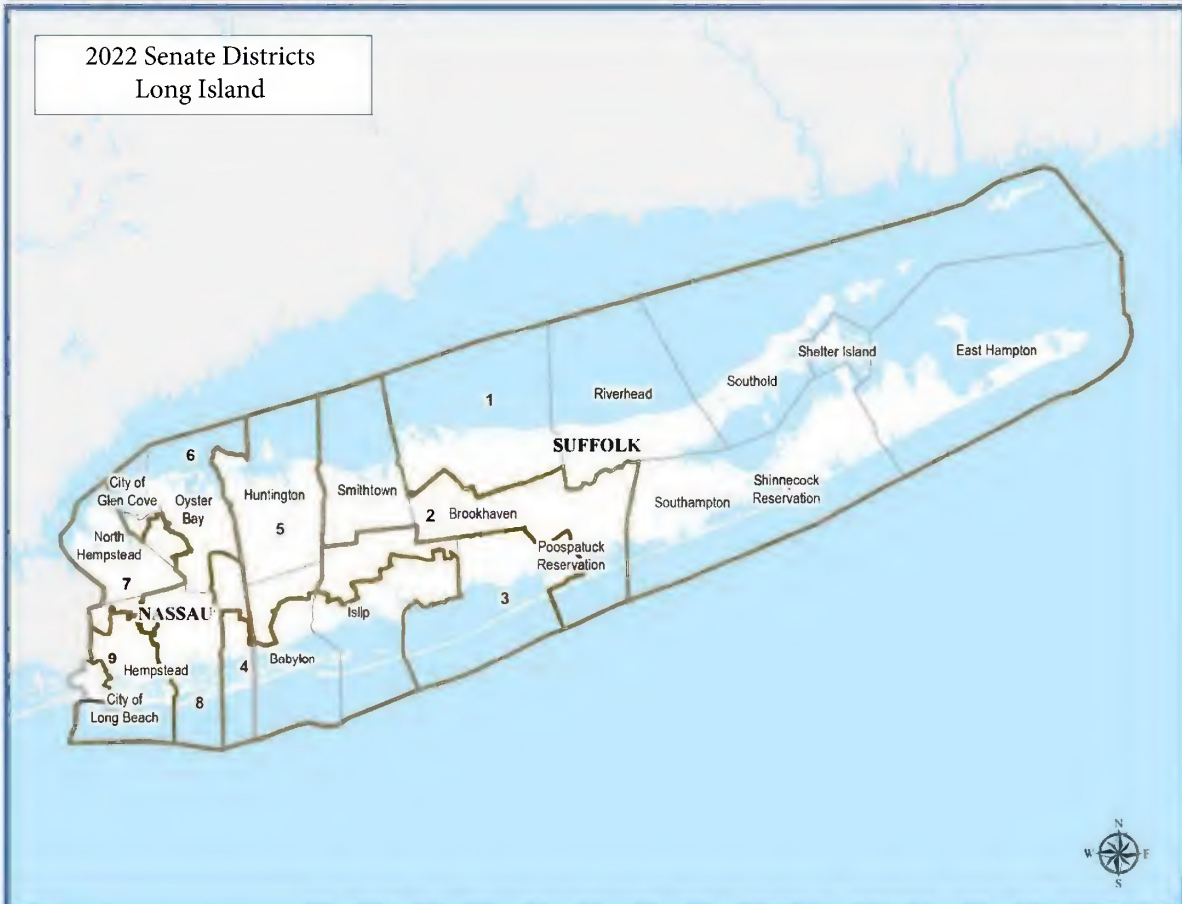 2022 Senate Districts
Long Island
Shelter Island
East Hampton
Southold
Riverhead
1
SUFFOLK
6
City of
Glen Cove
Oyster
Bay
Huntington
Smithtown
5
2
Brookhaven
Southampton
Shinnecock
Reservation
North
Hempstead
7
Poospatuck
Reservation
3
NASSAU
Islip
9
Hempstead
4
Babylon
City of
Long Beach
8
N
W
E
S